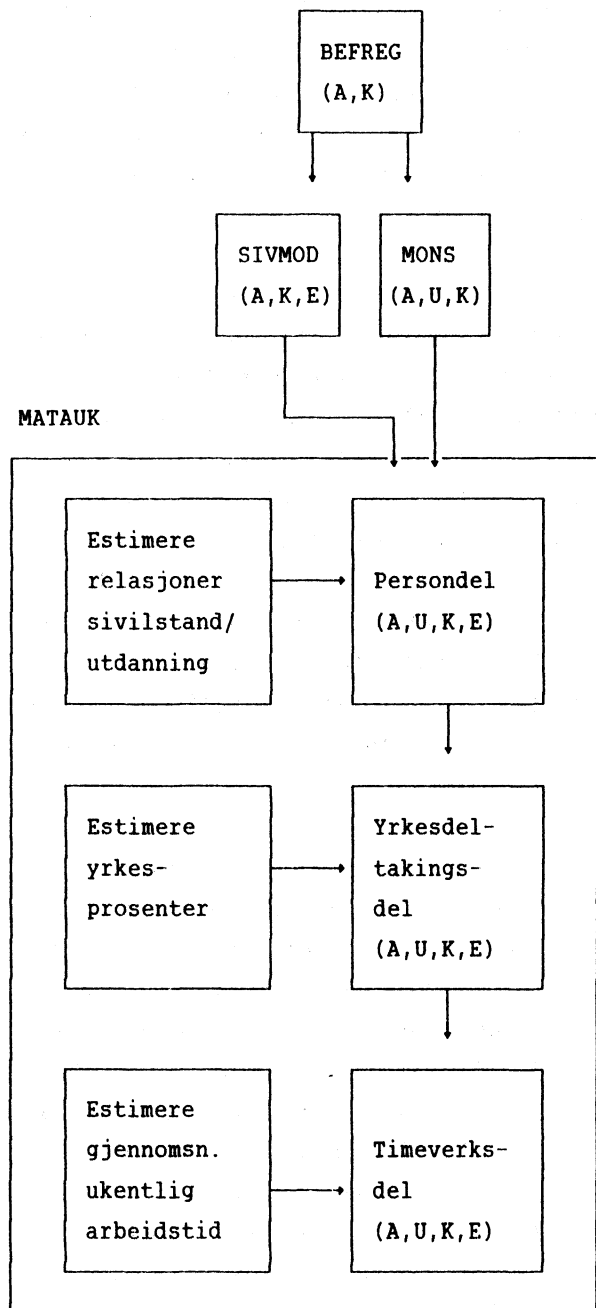 BEFREG
(A,K)
SIVMOD
(A,K,E)
MONS
(A,U,K)
MATAUK
Estimere
relasjoner
sivilstand/
utdanning
Persondel
(A,U,K,E)
Estimere
yrkes-
prosenter
Yrkesdel-
takings-
del
(A,U,K,E)
Estimere
gjennomsn.
ukentlig
arbeidstid
Timeverks-
del
(A,U,K,E)